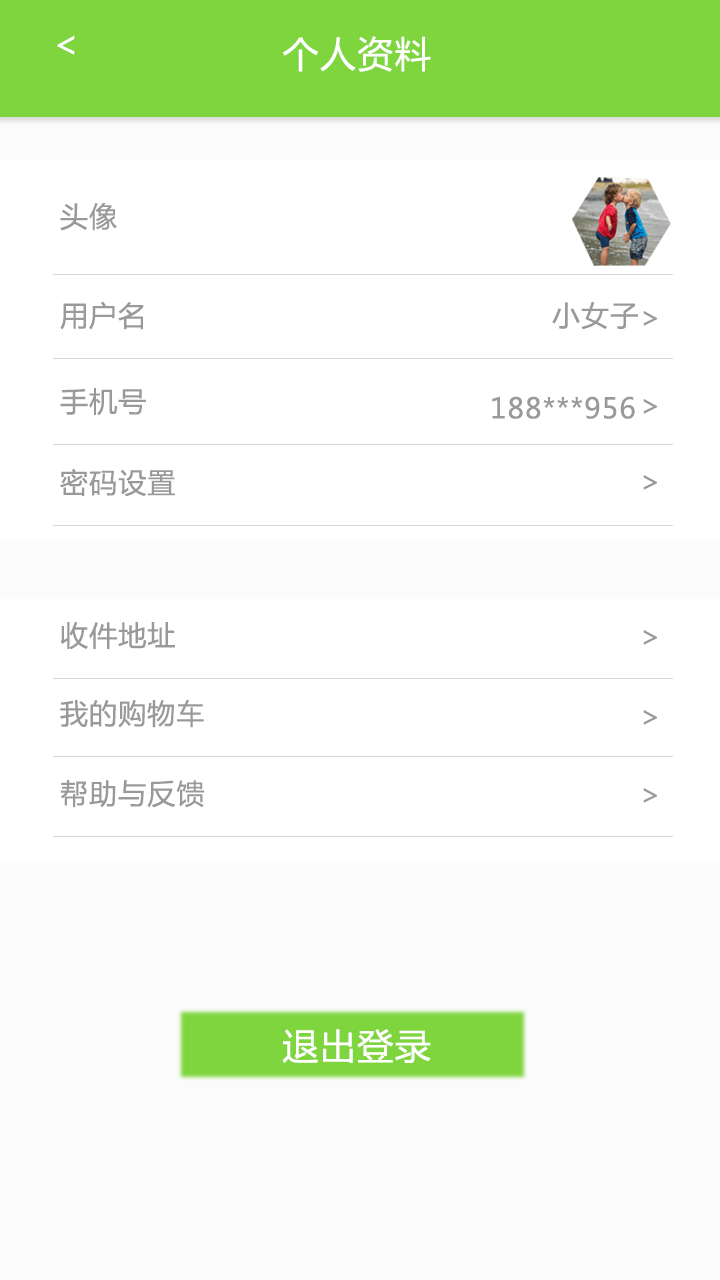 <
个人资料
头像
用户名 小女子>
手机号 188***956 >
密码设置 >
收件地址 >
我的购物车 >
帮助与反馈 >
退出登录